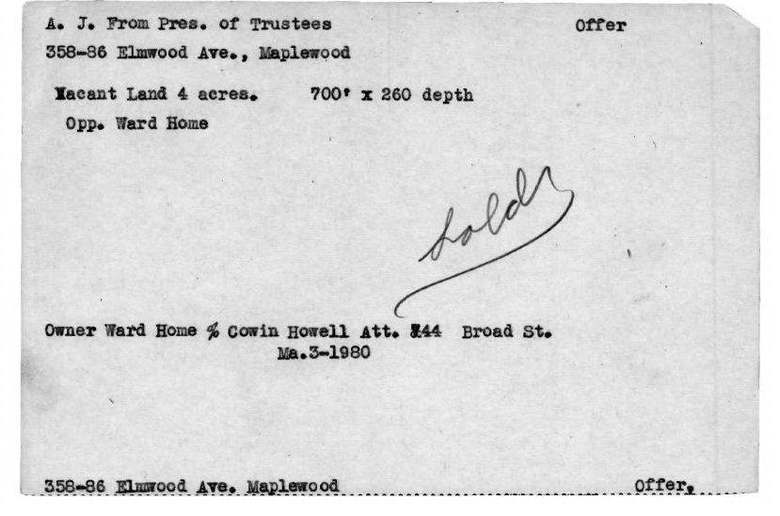 A. J. From Pres. of Trustees Offer
358-86 Elmwood Ave., Maplewood
Vacant Land 4 acres. 700' x 260 depth
Opp. Ward Home
Sold
Owner Ward Home % Cowin Howell Att. 744 Broad St.
Ma.3-1980
358-86 Elmwood Ave. Maplewood Offer.